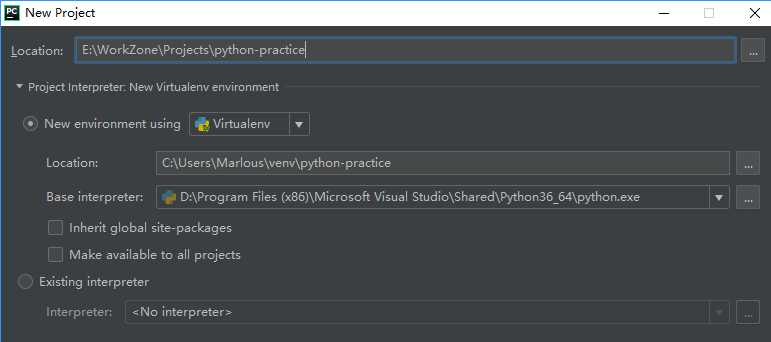 PC New Project
Location: E:\WorkZone\Projects\python-practice ...
Project Interpreter: New Virtualenv environment
New environment using Virtualenv
Location: C:\Users\Marlous\venv\python-practice ...
Base interpreter: D:\Program Files (x86)\Microsoft Visual Studio\Shared\Python36_64\python.exe ...
Inherit global site-packages
Make available to all projects
Existing interpreter
Interpreter: <No interpreter> ...